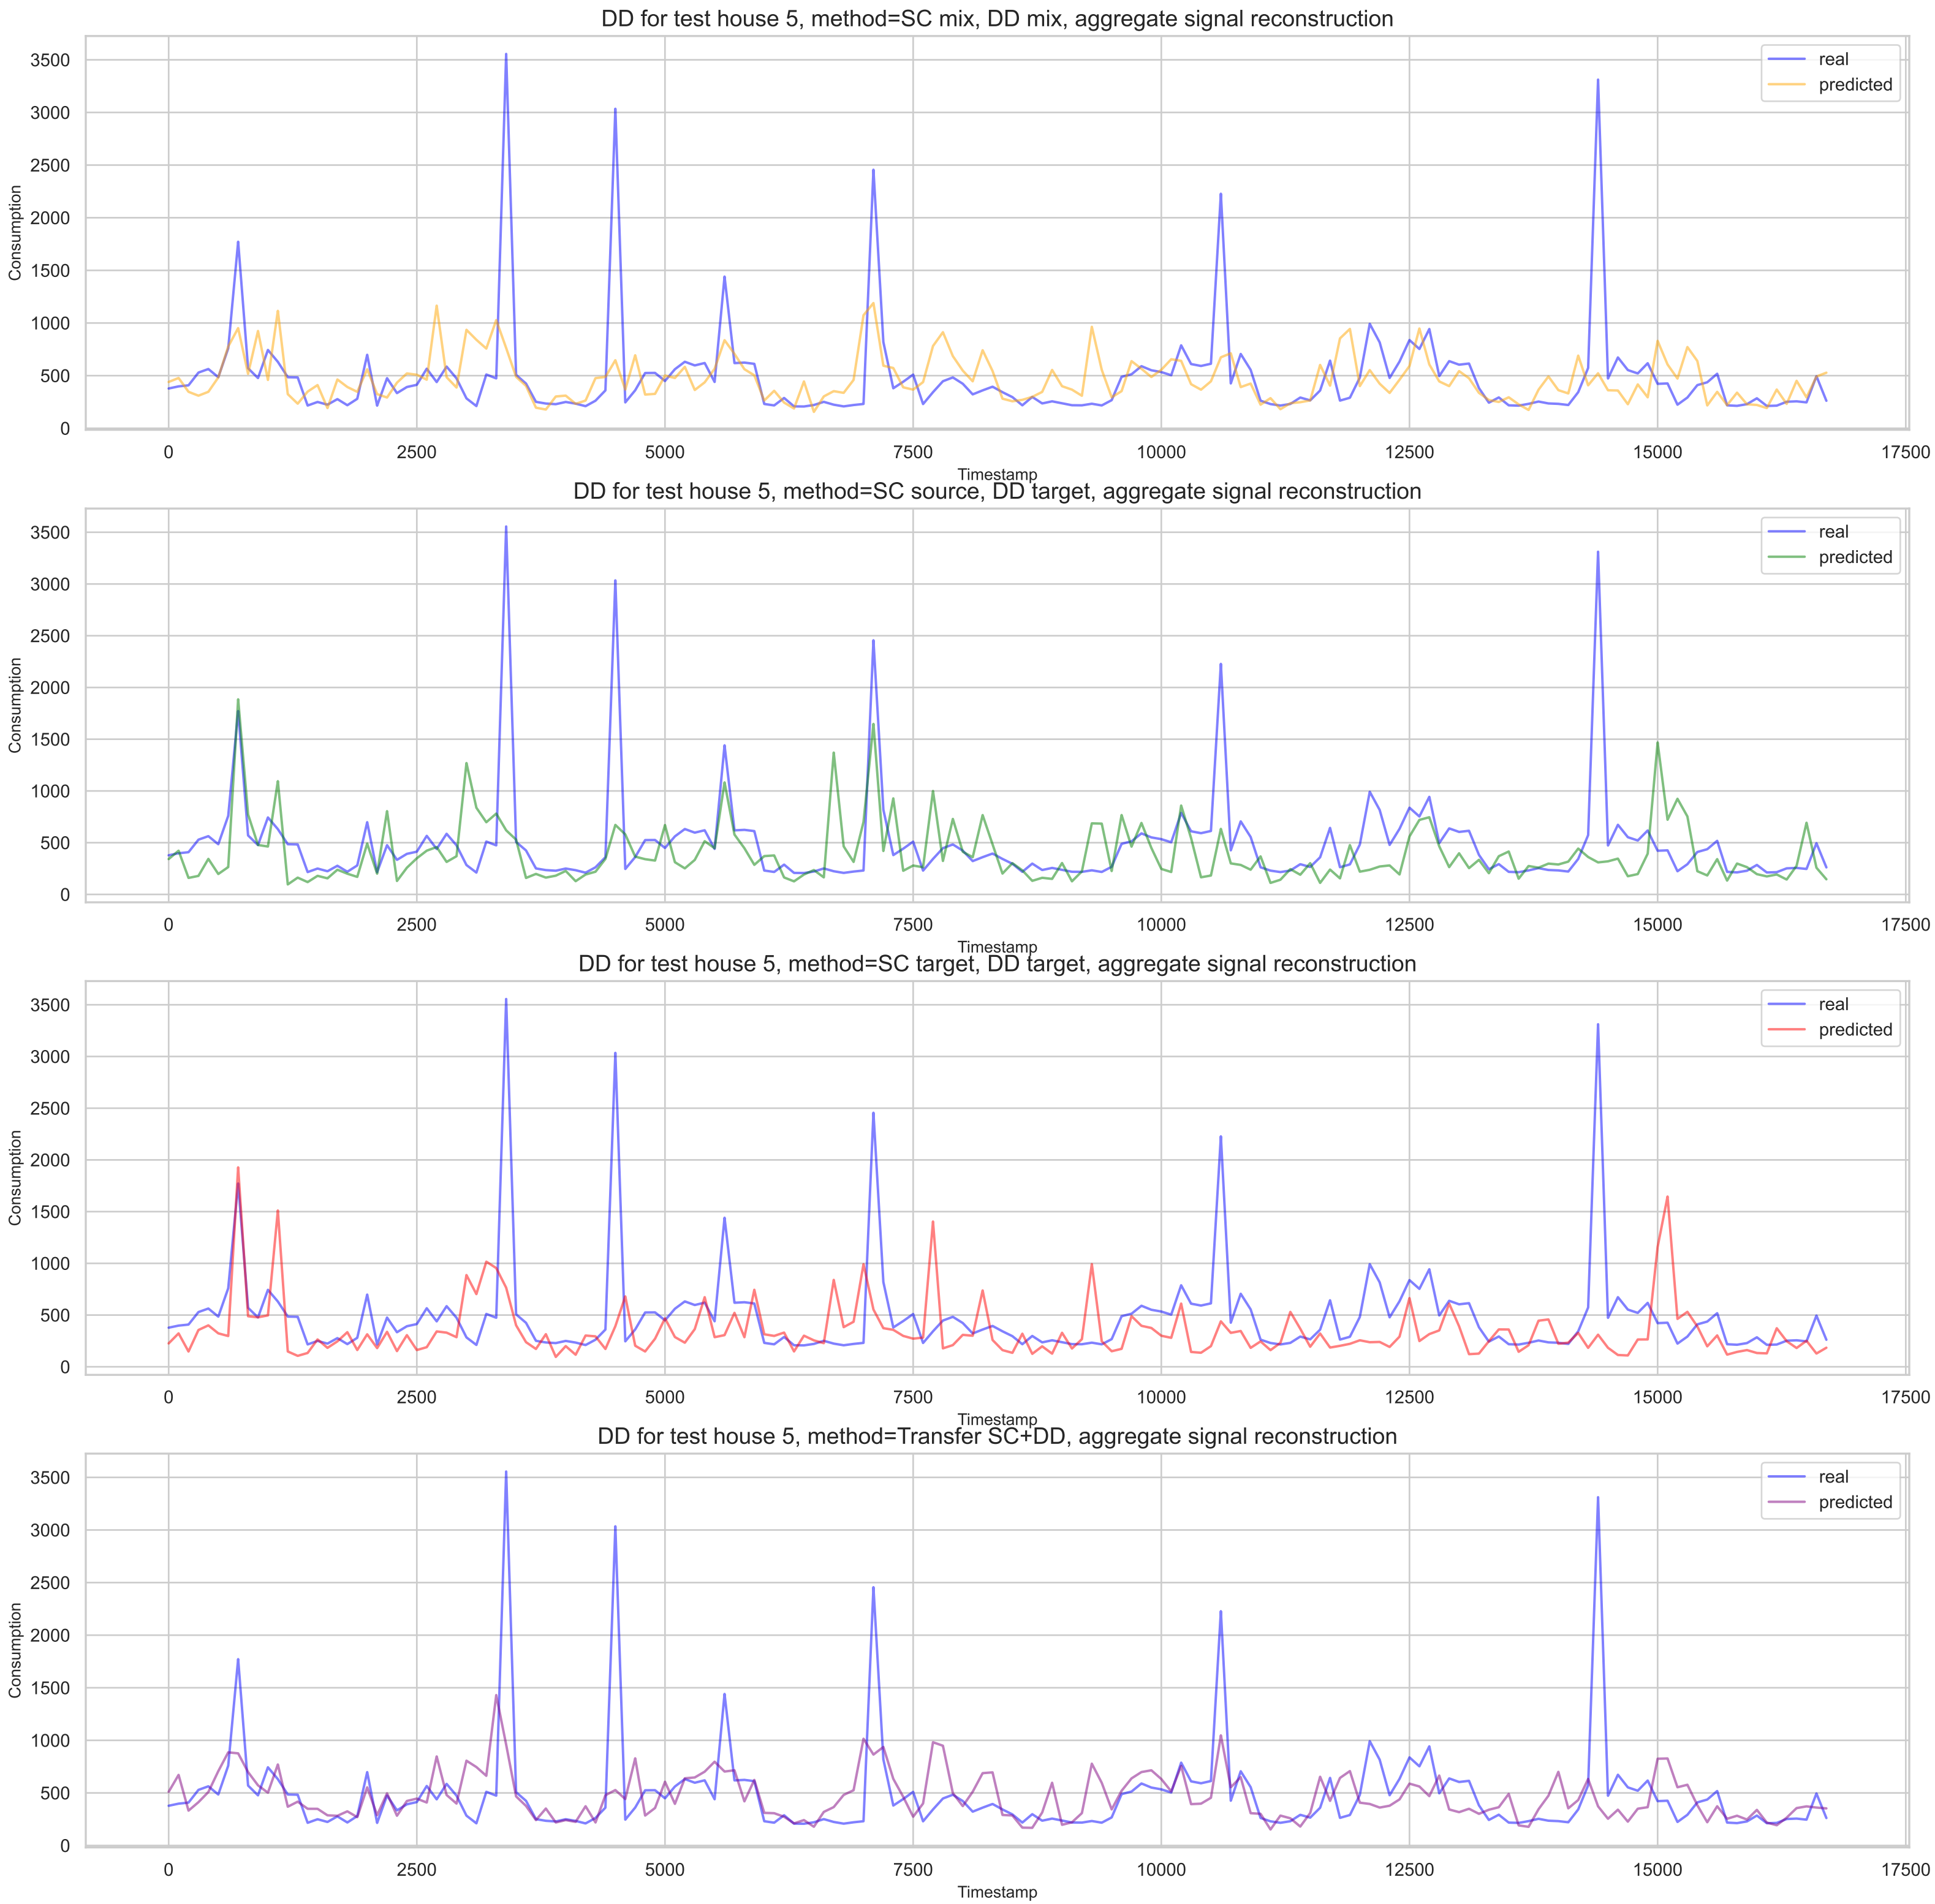 DD for test house 5, method=SC mix, DD mix, aggregate signal reconstruction
real
predicted
Consumption
3500
3000
2500
2000
1500
1000
500
0
0 2500 5000 7500 10000 12500 15000 17500
Timestamp
DD for test house 5, method=SC source, DD target, aggregate signal reconstruction
real
predicted
Consumption
3500
3000
2500
2000
1500
1000
500
0
0 2500 5000 7500 10000 12500 15000 17500
Timestamp
DD for test house 5, method=SC target, DD target, aggregate signal reconstruction
real
predicted
Consumption
3500
3000
2500
2000
1500
1000
500
0
0 2500 5000 7500 10000 12500 15000 17500
Timestamp
DD for test house 5, method=Transfer SC+DD, aggregate signal reconstruction
real
predicted
Consumption
3500
3000
2500
2000
1500
1000
500
0
0 2500 5000 7500 10000 12500 15000 17500
Timestamp